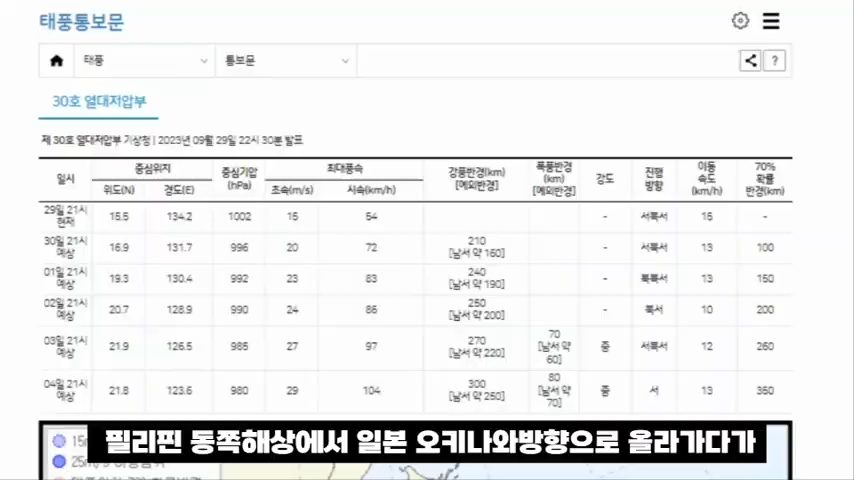 태풍통보문
태풍 통보문
30호 열대저압부
제 30호 열대저압부 기상청 | 2023년 09월 29일 22시 30분 발표
일시 중심위치 중심기압 (hPa) 최대풍속 강풍반경(km) [예외반경] 폭풍반경 (km) [예외반경] 강도 진행 방향 이동 속도 (km/h) 70% 확률 반경(km)
위도(N) 경도(E) 초속(m/s) 시속(km/h)
29일 21시 현재 15.5 134.2 1002 15 54 - 서북서 15 -
30일 21시 예상 16.9 131.7 996 20 72 210 [남서 약 160] - 서북서 13 100
01일 21시 예상 19.3 130.4 992 23 83 240 [남서 약 190] - 북북서 13 150
02일 21시 예상 20.7 128.9 990 24 86 250 [남서 약 200] - 북서 10 200
03일 21시 예상 21.9 126.5 985 27 97 270 [남서 약 220] 70 [남서 약 60] 중 서북서 12 260
04일 21시 예상 21.8 123.6 980 29 104 300 [남서 약 250] 80 [남서 약 70] 중 서 13 350
필리핀 동쪽해상에서 일본 오키나와방향으로 올라가다가